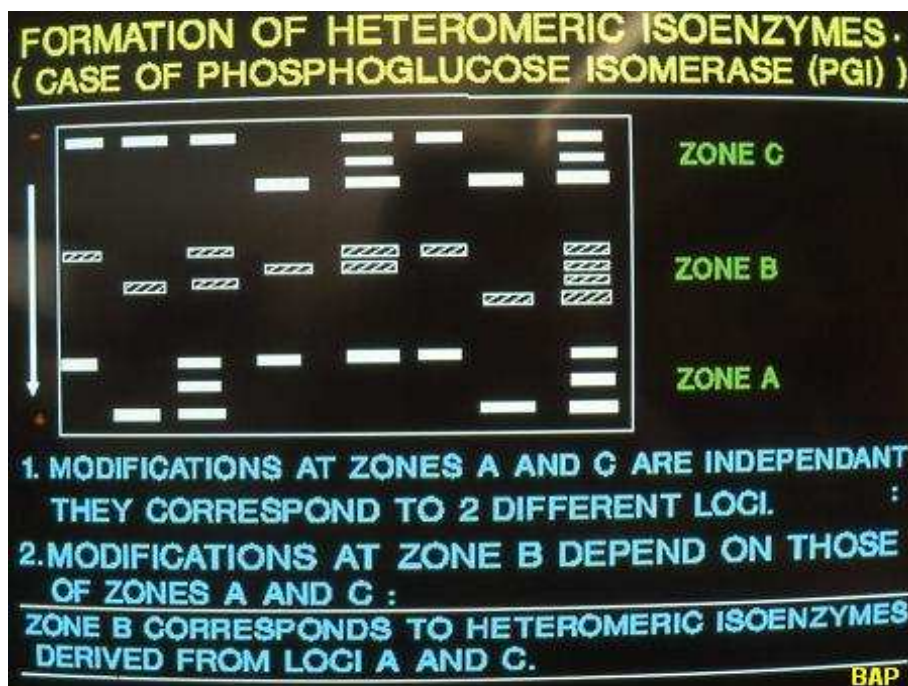 FORMATION OF HETEROMERIC ISOENZYMES.
( CASE OF PHOSPHOGLUCOSE ISOMERASE (PGI) )
ZONE C
ZONE B
ZONE A
1. MODIFICATIONS AT ZONES A AND C ARE INDEPENDANT
THEY CORRESPOND TO 2 DIFFERENT LOCI. :
2.MODIFICATIONS AT ZONE B DEPEND ON THOSE
OF ZONES A AND C :
ZONE B CORRESPONDS TO HETEROMERIC ISOENZYMES
DERIVED FROM LOCI A AND C.
BAP